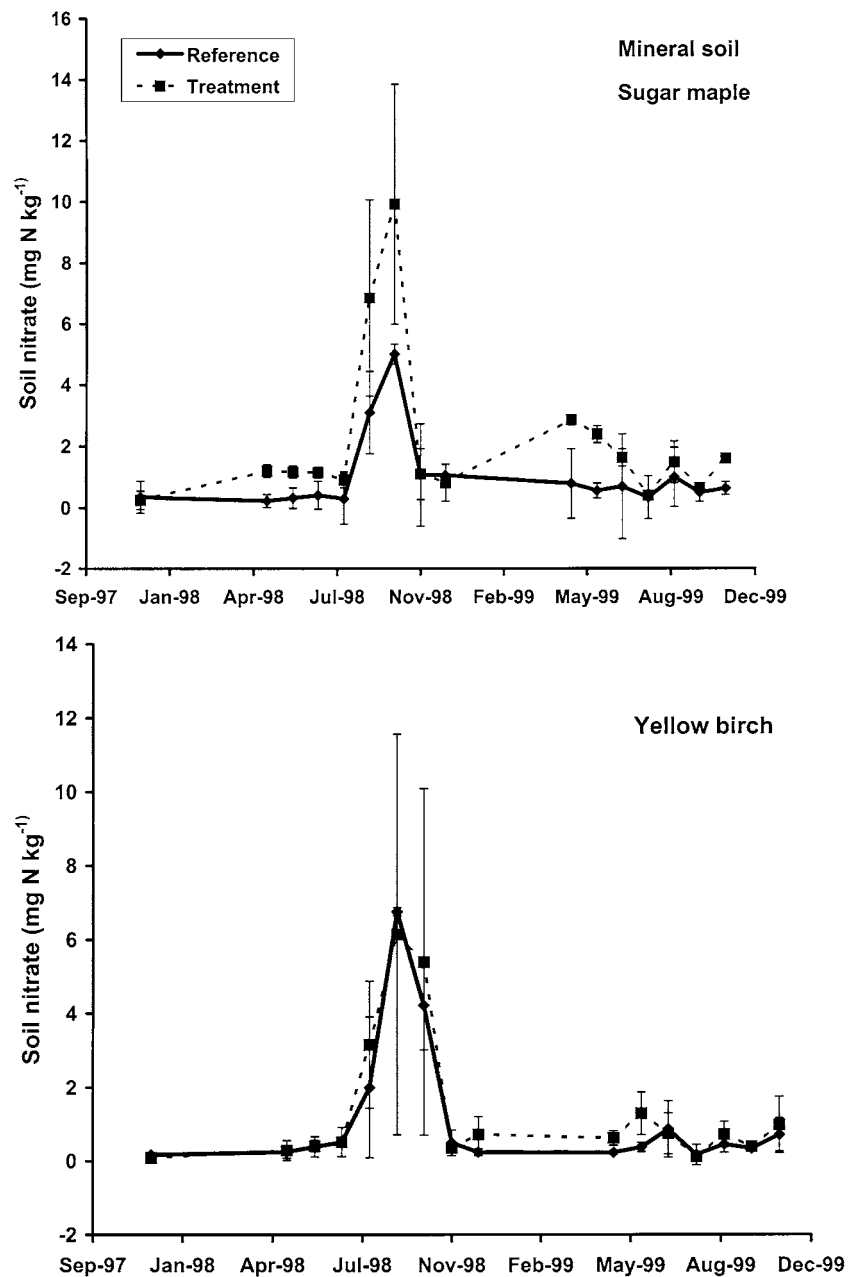 16
14
12
10
8
6
4
2
0
-2
Soil nitrate (mg N kg-1)
Reference
Treatment
Mineral soil
Sugar maple
Sep-97 Jan-98 Apr-98 Jul-98 Nov-98 Feb-99 May-99 Aug-99 Dec-99
14
12
10
8
6
4
2
0
-2
Soil nitrate (mg N kg-1)
Yellow birch
Sep-97 Jan-98 Apr-98 Jul-98 Nov-98 Feb-99 May-99 Aug-99 Dec-99